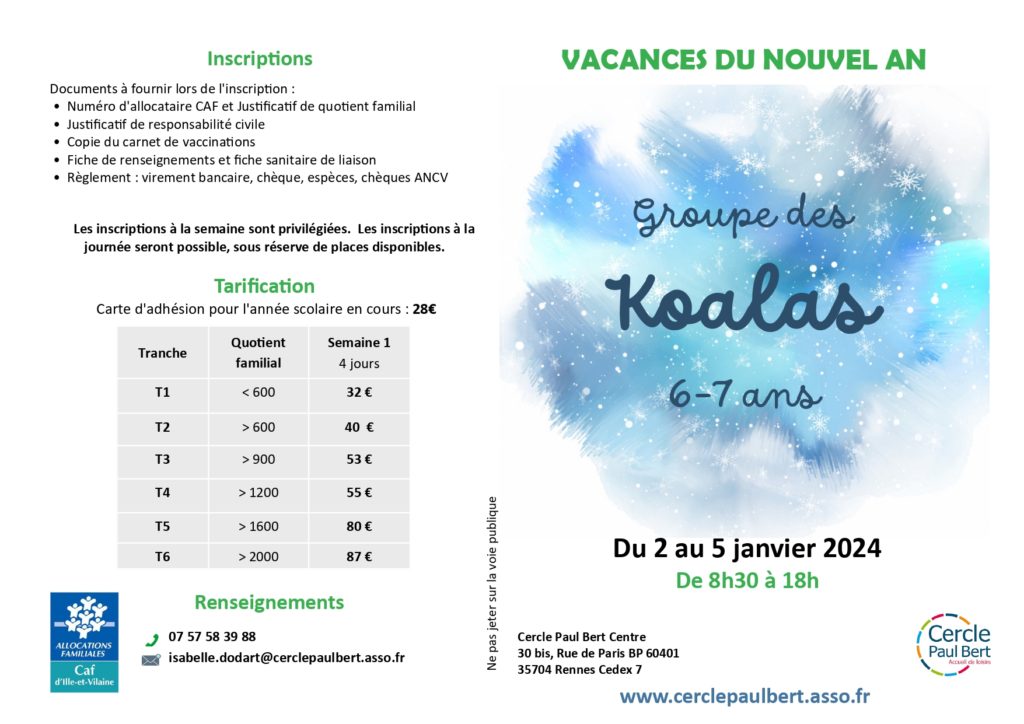 Inscriptions
Documents à fournir lors de l'inscription :
• Numéro d'allocataire CAF et Justificatif de quotient familial
• Justificatif de responsabilité civile
• Copie du carnet de vaccinations
• Fiche de renseignements et fiche sanitaire de liaison
• Règlement : virement bancaire, chèque, espèces, chèques ANCV
Les inscriptions à la semaine sont privilégiées. Les inscriptions à la
journée seront possible, sous réserve de places disponibles.
Tarification
Carte d'adhésion pour l'année scolaire en cours : 28€
Tranche Quotient familial Semaine 1 4 jours
T1 < 600 32 €
T2 > 600 40 €
T3 > 900 53 €
T4 > 1200 55 €
T5 > 1600 80 €
T6 > 2000 87 €
Renseignements
07 57 58 39 88
isabelle.dodart@cerclepaulbert.asso.fr
ALLOCATIONS
FAMILIALES
Caf
d'Ille-et-Vilaine
Ne pas jeter sur la voie publique
VACANCES DU NOUVEL AN
Groupe des
Koalas
6-7 ans
Du 2 au 5 janvier 2024
De 8h30 à 18h
Cercle Paul Bert Centre
30 bis, Rue de Paris BP 60401
35704 Rennes Cedex 7
Cercle
Paul Bert
Accueil de loisirs
www.cerclepaulbert.asso.fr